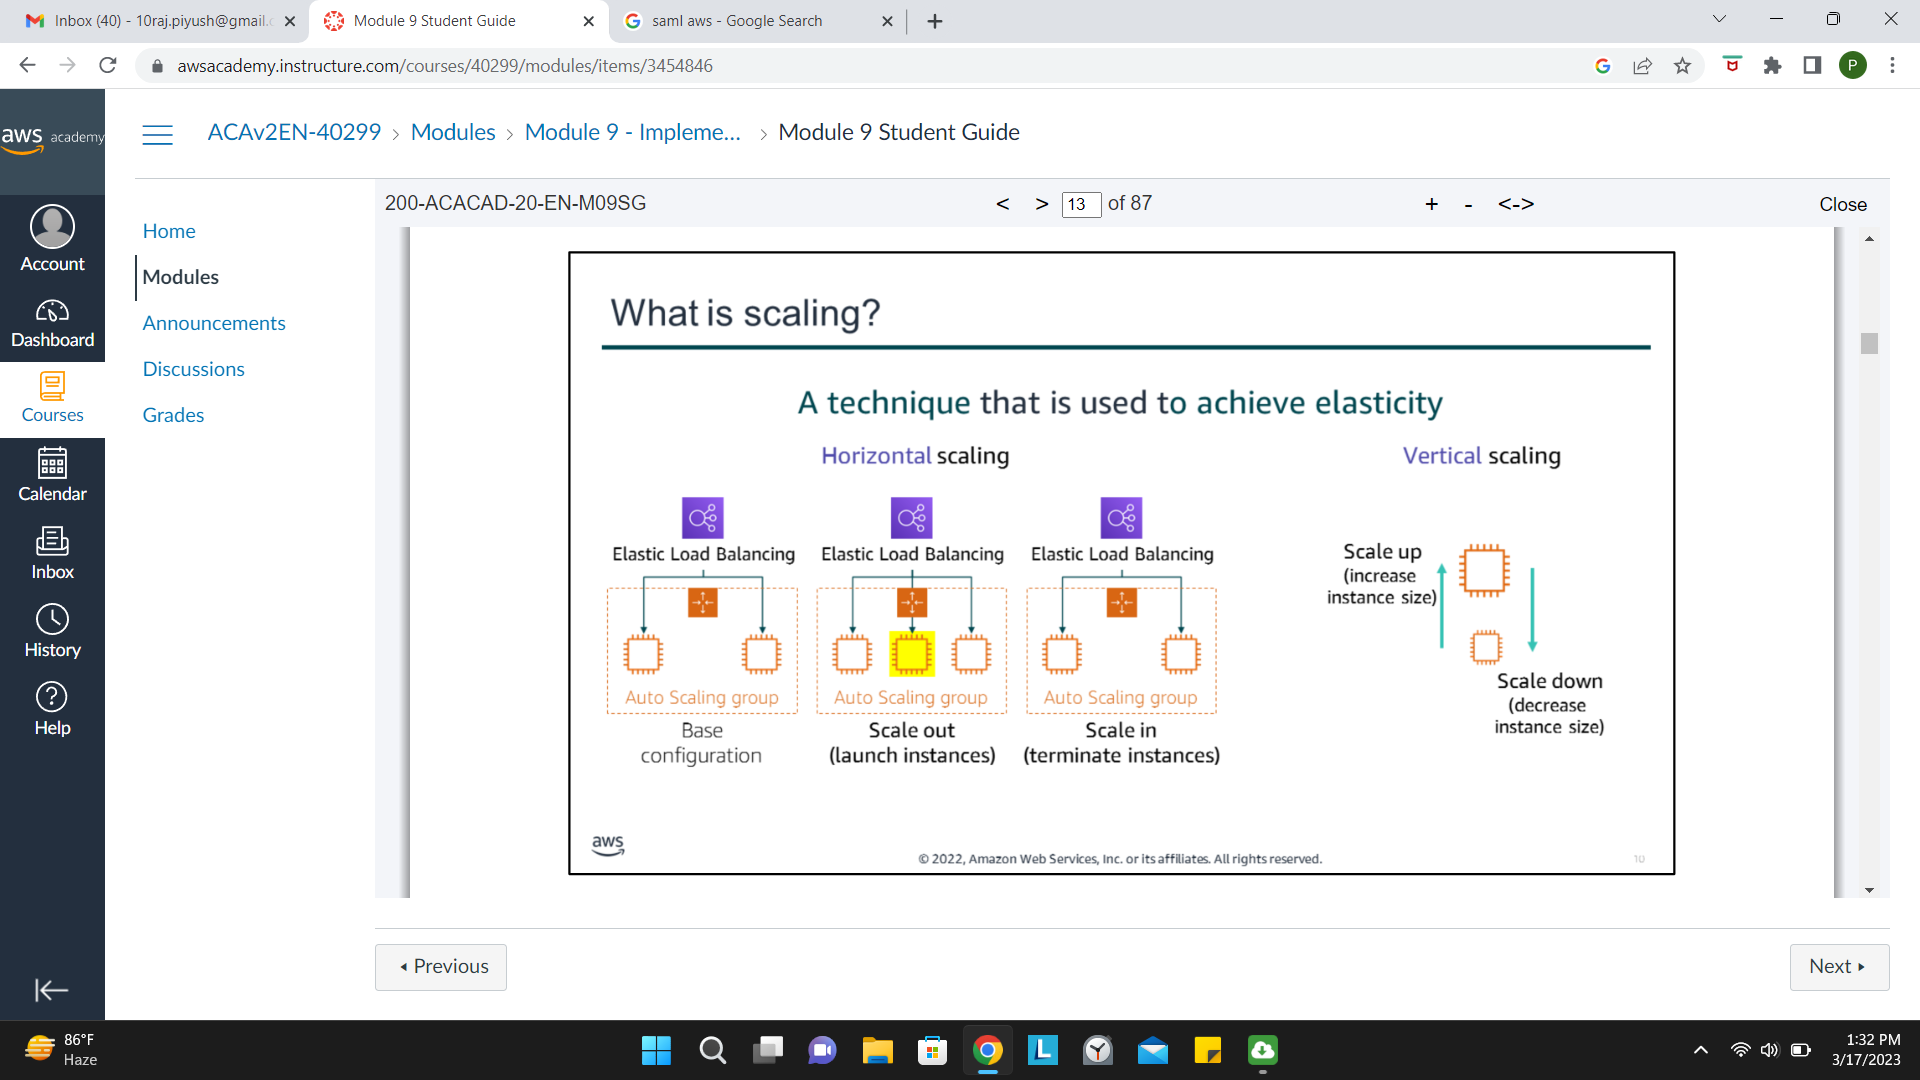 Inbox (40) - 10raj.piyush@gmail.c
Module 9 Student Guide
saml aws - Google Search
awsacademy.instructure.com/courses/40299/modules/items/3454846
P
aws academy
ACAv2EN-40299 > Modules > Module 9 - Impleme... > Module 9 Student Guide
Account
Dashboard
Courses
Calendar
Inbox
History
Help
Home
Modules
Announcements
Discussions
Grades
200-ACACAD-20-EN-M09SG
< > 13 of 87
+ - <->
Close
What is scaling?
A technique that is used to achieve elasticity
Horizontal scaling
Vertical scaling
Elastic Load Balancing
Elastic Load Balancing
Elastic Load Balancing
Auto Scaling group
Auto Scaling group
Auto Scaling group
Base
configuration
Scale out
(launch instances)
Scale in
(terminate instances)
Scale up
(increase
instance size)
Scale down
(decrease
instance size)
aws
© 2022, Amazon Web Services, Inc. or its affiliates. All rights reserved.
10
Previous
Next
86°F
Haze
L
1:32 PM
3/17/2023